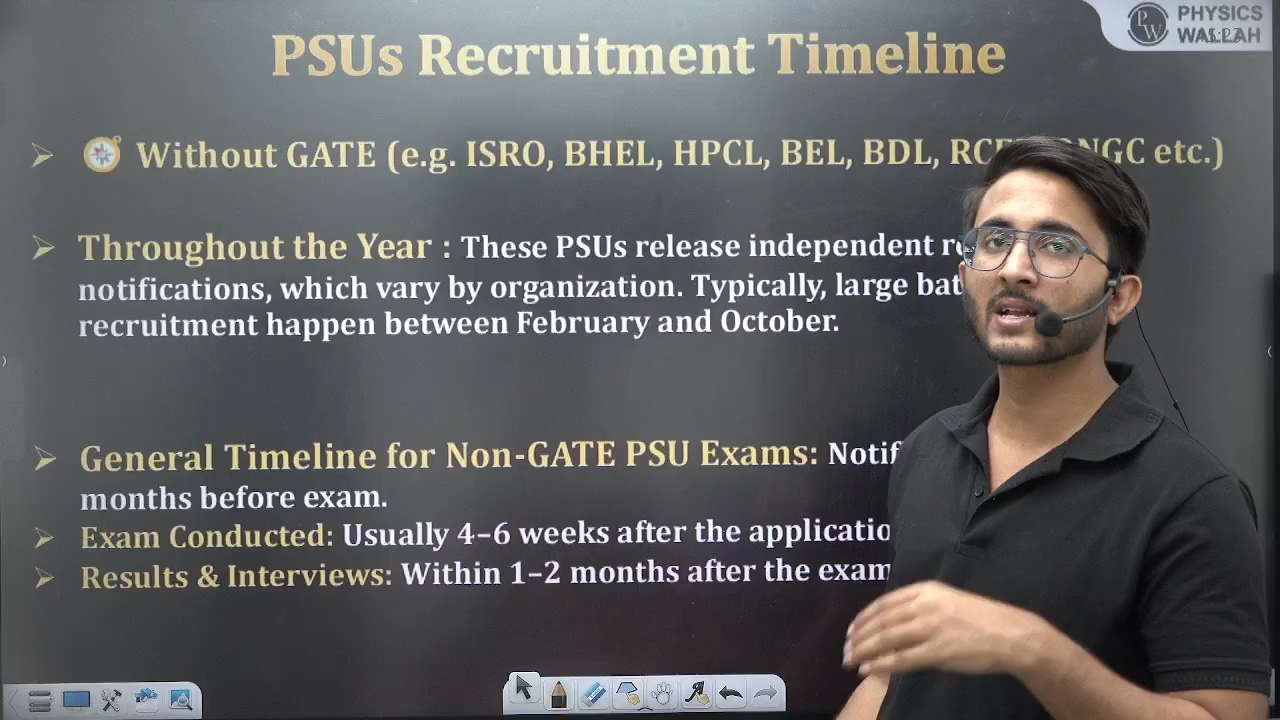 PHYSICS
WALLAH
PSUs Recruitment Timeline
Without GATE (e.g. ISRO, BHEL, HPCL, BEL, BDL, etc.)
Throughout the Year : These PSUs release independent
notifications, which vary by organization. Typically, large
recruitment happen between February and October.
General Timeline for Non-GATE PSU Exams:
months before exam.
Exam Conducted: Usually 4–6 weeks after the
Results & Interviews: Within 1–2 months after the exam